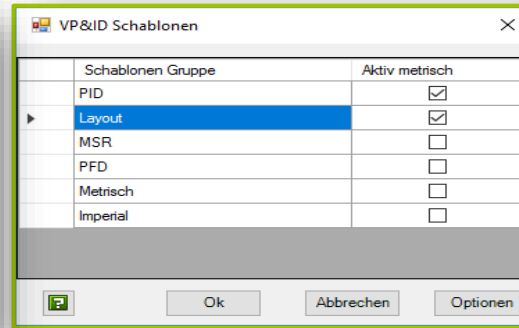 VP&ID Schablonen
Schablonen Gruppe Aktiv metrisch
PID
Layout
MSR
PFD
Metrisch
Imperial
Ok Abbrechen Optionen